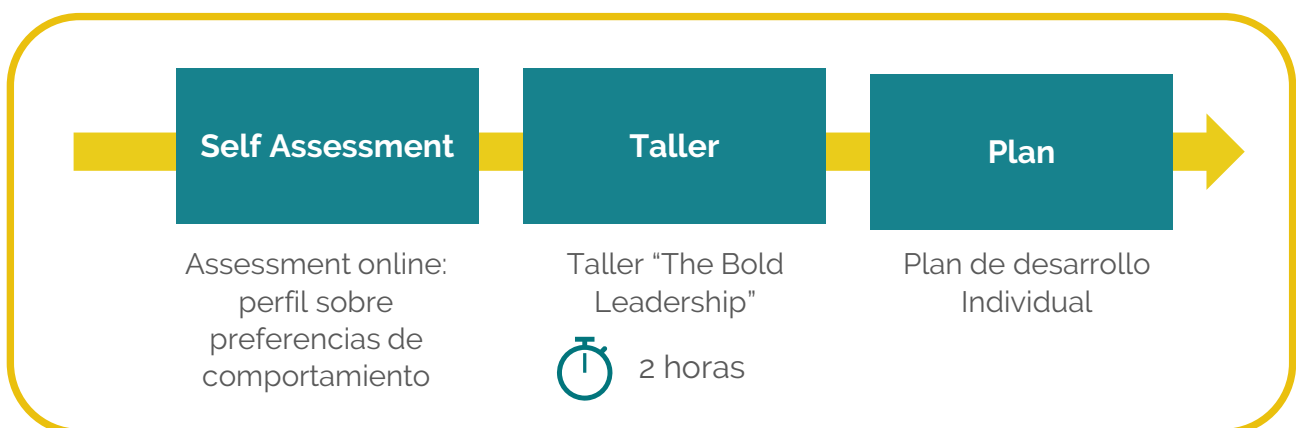 Self Assessment
Assessment online:
perfil sobre
preferencias de
comportamiento
Taller
Taller “The Bold
Leadership”
2 horas
Plan
Plan de desarrollo
Individual